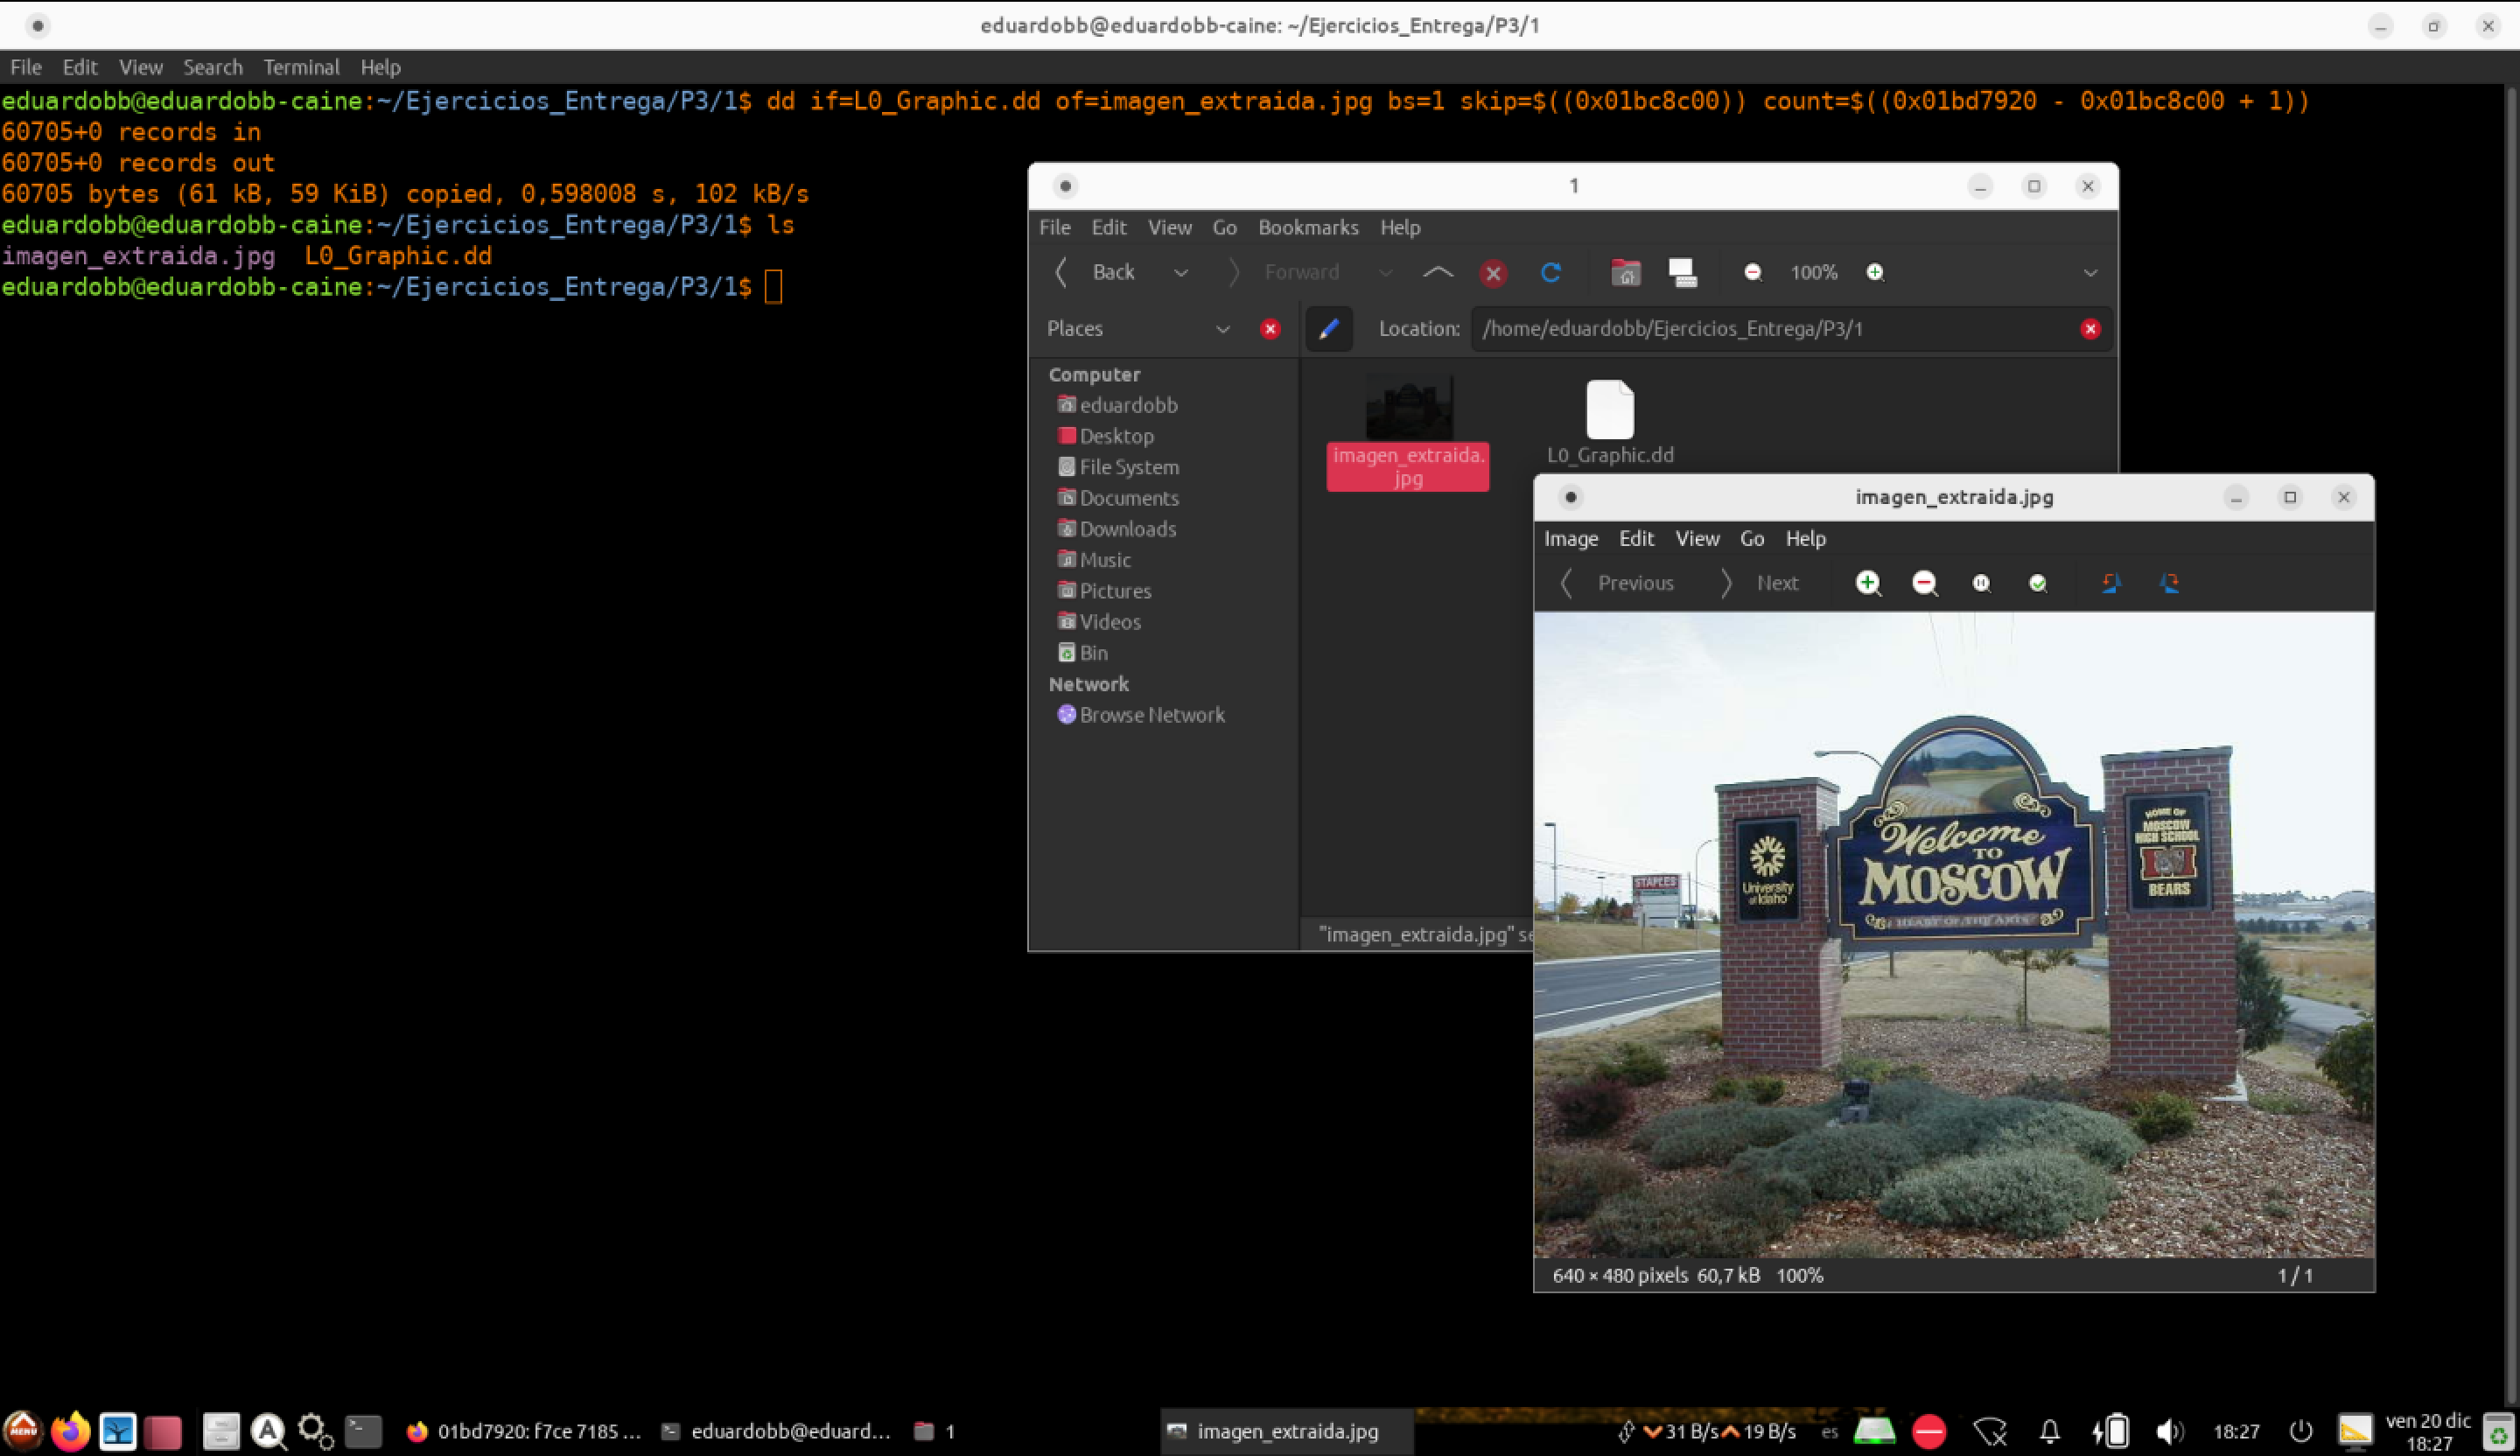 eduardobb@eduardobb-caine: ~/Ejercicios_Entrega/P3/1
File Edit View Search Terminal Help
eduardobb@eduardobb-caine:~/Ejercicios_Entrega/P3/1$ dd if=L0_Graphic.dd of=imagen_extraida.jpg bs=1 skip=$((0x01bc8c00)) count=$((0x01bd7920 - 0x01bc8c00 + 1))
60705+0 records in
60705+0 records out
60705 bytes (61 kB, 59 KiB) copied, 0,598008 s, 102 kB/s
eduardobb@eduardobb-caine:~/Ejercicios_Entrega/P3/1$ ls
imagen_extraida.jpg L0_Graphic.dd
eduardobb@eduardobb-caine:~/Ejercicios_Entrega/P3/1$
1
File Edit View Go Bookmarks Help
Back Forward 100%
Places Location: /home/eduardobb/Ejercicios_Entrega/P3/1
Computer
eduardobb
Desktop
File System
Documents
Downloads
Music
Pictures
Videos
Bin
Network
Browse Network
imagen_extraida.
jpg
L0_Graphic.dd
"imagen_extraida.jpg" se
imagen_extraida.jpg
Image Edit View Go Help
Previous Next
STAPLES
University
of Idaho
Welcome
TO
MOSCOW
HEART OF THE ARTS
HOME OF
MOSCOW
HIGH SCHOOL
BEARS
640 × 480 pixels 60,7 kB 100%
1 / 1
MENU
01bd7920: f7ce 7185 ...
eduardobb@eduard...
1
imagen_extraida.jpg
31 B/s 19 B/s
es
18:27
ven 20 dic
18:27